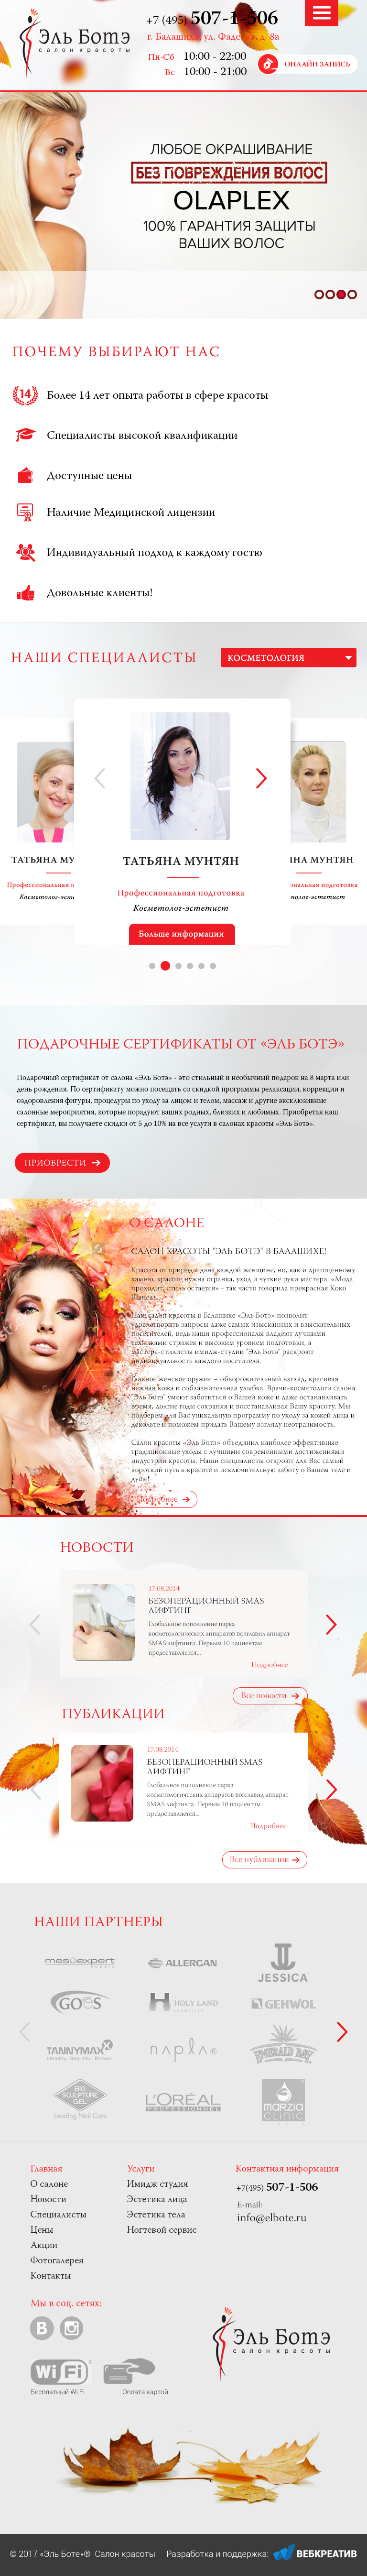 Эль Ботэ
салон красоты
+7 (495) 507-1-506
г. Балашиха, ул. Фадеева, д. 8а
Пн-Сб 10:00 - 22:00
Вс 10:00 - 21:00
ОНЛАЙН ЗАПИСЬ
ЛЮБОЕ ОКРАШИВАНИЕ
БЕЗ ПОВРЕЖДЕНИЯ ВОЛОС
OLAPLEX
100% ГАРАНТИЯ ЗАЩИТЫ
ВАШИХ ВОЛОС
ПОЧЕМУ ВЫБИРАЮТ НАС
14
Более 14 лет опыта работы в сфере красоты
Специалисты высокой квалификации
Доступные цены
Наличие Медицинской лицензии
Индивидуальный подход к каждому гостю
Довольные клиенты!
НАШИ СПЕЦИАЛИСТЫ
КОСМЕТОЛОГИЯ
ТАТЬЯНА МУ
Профессиональная п
Косметолог-эсте
ТАТЬЯНА МУНТЯН
Профессиональная подготовка
Косметолог-эстетист
Больше информации
НА МУНТЯН
нальная подготовка
олог-эстетист
ПОДАРОЧНЫЕ СЕРТИФИКАТЫ ОТ «ЭЛЬ БОТЭ»
Подарочный сертификат от салона «Эль Ботэ» - это стильный и необычный подарок на 8 марта или
день рождения. По сертификату можно посещать со скидкой программы релаксации, коррекции и
оздоровления фигуры, процедуры по уходу за лицом и телом, массаж и другие эксклюзивные
салонные мероприятия, которые порадуют ваших родных, близких и любимых. Приобретая наш
сертификат, вы получаете скидки от 5 до 10% на все услуги в салонах красоты «Эль Ботэ».
ПРИОБРЕСТИ
О САЛОНЕ
САЛОН КРАСОТЫ "ЭЛЬ БОТЭ" В БАЛАШИХЕ!
Красота от природы дана каждой женщине, но, как и драгоценному
камню, красоте нужна огранка, уход и чуткие руки мастера. «Мода
проходит, стиль остается» - так часто говорила прекрасная Коко
Шанель.
Наш салон красоты в Балашихе «Эль Ботэ» позволит
удовлетворить запросы даже самых изысканных и взыскательных
посетителей, ведь наши профессионалы владеют лучшими
техниками стрижек и высоким уровнем подготовки, а
мастера-стилисты имидж-студии "Эль Ботэ" раскроют
индивидуальность каждого посетителя.
Главное женское оружие – обворожительный взгляд, красивая
нежная кожа и соблазнительная улыбка. Врачи-косметологи салона
"Эль Ботэ" умеют заботиться о Вашей коже и даже останавливать
время, долгие годы сохраняя и восстанавливая Вашу красоту. Мы
подберем для Вас уникальную программу по уходу за кожей лица и
декольте и поможем придать Вашему взгляду неотразимость.
Салон красоты «Эль Ботэ» объединил наиболее эффективные
традиционные уходы с лучшими современными достижениями
индустрии красоты. Наши специалисты откроют для Вас самый
короткий путь к красоте и исключительную заботу о Вашем теле и
душе!
Подробнее
НОВОСТИ
17.08.2014
БЕЗОПЕРАЦИОННЫЙ SMAS
ЛИФТИНГ
Глобальное пополнение парка
косметологических аппаратов возглавил аппарат
SMAS лифтинга. Первым 10 пациентам
предоставляется...
Подробнее
Все новости
ПУБЛИКАЦИИ
17.08.2014
БЕЗОПЕРАЦИОННЫЙ SMAS
ЛИФТИНГ
Глобальное пополнение парка
косметологических аппаратов возглавил аппарат
SMAS лифтинга. Первым 10 пациентам
предоставляется...
Подробнее
Все публикации
НАШИ ПАРТНЕРЫ
mesoexpert
ALLERGAN
JESSICA
GOES
HOLY LAND
COSMETICS
GEHWOL
TANNYMAX
Healthy. Beautiful. Brown.
napla®
EMERALD BAY
BIO
SCULPTURE
GEL
Leading Nail Care
L'ORÉAL
PROFESSIONNEL
MARZIA
CLINIC
Главная
О салоне
Новости
Специалисты
Цены
Акции
Фотогалерея
Контакты
Услуги
Имидж студия
Эстетика лица
Эстетика тела
Ногтевой сервис
Контактная информация
+7(495) 507-1-506
E-mail:
info@elbote.ru
Мы в соц. сетях:
В
Wi Fi
Бесплатный Wi Fi
Оплата картой
Эль Ботэ
салон красоты
© 2017 «Эль Боте»® Салон красоты
Разработка и поддержка:
ВЕБКРЕАТИВ